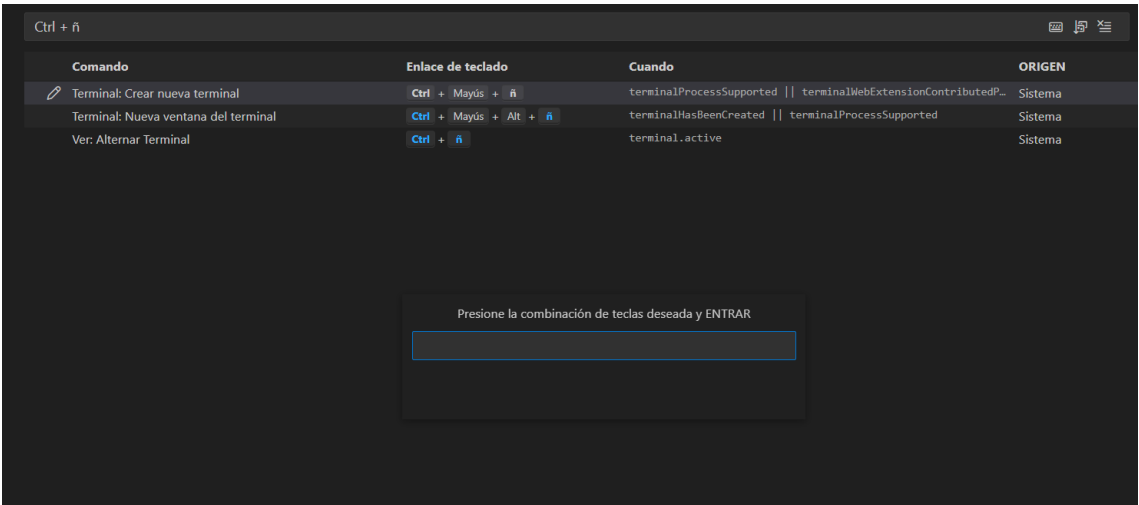 Ctrl + ñ
Comando Enlace de teclado Cuando ORIGEN
Terminal: Crear nueva terminal Ctrl + Mayús + ñ terminalProcessSupported || terminalWebExtensionContributedP… Sistema
Terminal: Nueva ventana del terminal Ctrl + Mayús + Alt + ñ terminalHasBeenCreated || terminalProcessSupported Sistema
Ver: Alternar Terminal Ctrl + ñ terminal.active Sistema
Presione la combinación de teclas deseada y ENTRAR